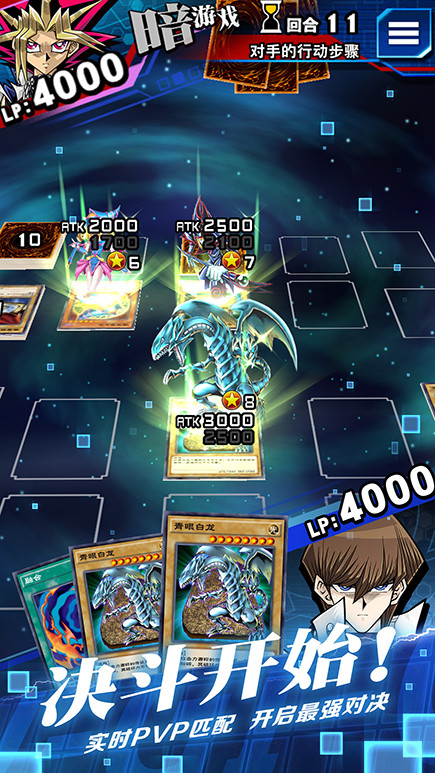 暗游戏
回合 11
对手的行动步骤
LP: 4000
10
ATK 2000
1700
6
ATK 2500
2100
7
8
ATK 3000
2500
LP: 4000
融合
青眼白龙
青眼白龙
决斗开始!
实时PVP匹配 开启最强对决